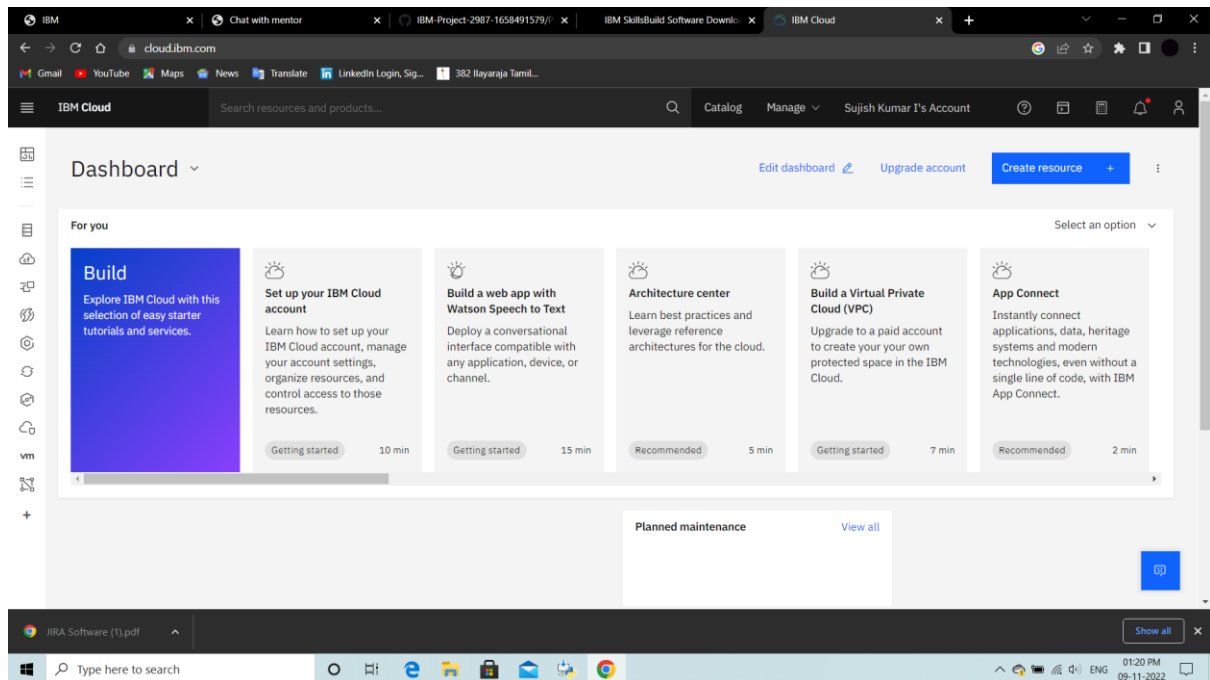 IBM
Chat with mentor
IBM-Project-2987-1658491579/P
IBM SkillsBuild Software Downlo
IBM Cloud
cloud.ibm.com
Gmail YouTube Maps News Translate LinkedIn Login, Sig... 382 Ilayaraja Tamil...
IBM Cloud Search resources and products... Catalog Manage Sujish Kumar I's Account
Dashboard Edit dashboard Upgrade account Create resource +
For you Select an option
Build
Explore IBM Cloud with this
selection of easy starter
tutorials and services.
Set up your IBM Cloud
account
Learn how to set up your
IBM Cloud account, manage
your account settings,
organize resources, and
control access to those
resources.
Getting started 10 min
Build a web app with
Watson Speech to Text
Deploy a conversational
interface compatible with
any application, device, or
channel.
Getting started 15 min
Architecture center
Learn best practices and
leverage reference
architectures for the cloud.
Recommended 5 min
Build a Virtual Private
Cloud (VPC)
Upgrade to a paid account
to create your your own
protected space in the IBM
Cloud.
Getting started 7 min
App Connect
Instantly connect
applications, data, heritage
systems and modern
technologies, even without a
single line of code, with IBM
App Connect.
Recommended 2 min
vm
Planned maintenance View all
JIRA Software (1).pdf Show all
Type here to search ENG 01:20 PM
09-11-2022